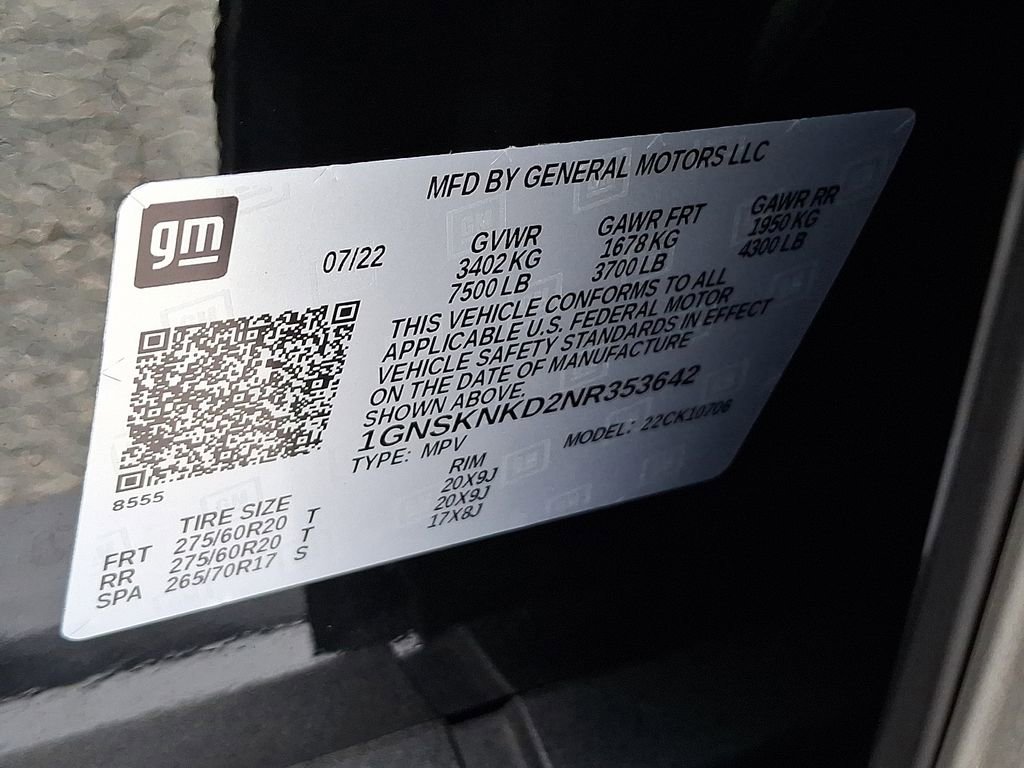 MFD BY GENERAL MOTORS LLC
gm
07/22
GVWR GAWR FRT GAWR RR
3402 KG 1678 KG 1950 KG
7500 LB 3700 LB 4300 LB
THIS VEHICLE CONFORMS TO ALL
APPLICABLE U.S. FEDERAL MOTOR
VEHICLE SAFETY STANDARDS IN EFFECT
ON THE DATE OF MANUFACTURE
SHOWN ABOVE.
1GNSKNKD2NR353642
TYPE: MPV MODEL: 22CK10706
8555
TIRE SIZE RIM
FRT 275/60R20 T 20X9J
RR 275/60R20 T 20X9J
SPA 265/70R17 S 17X8J